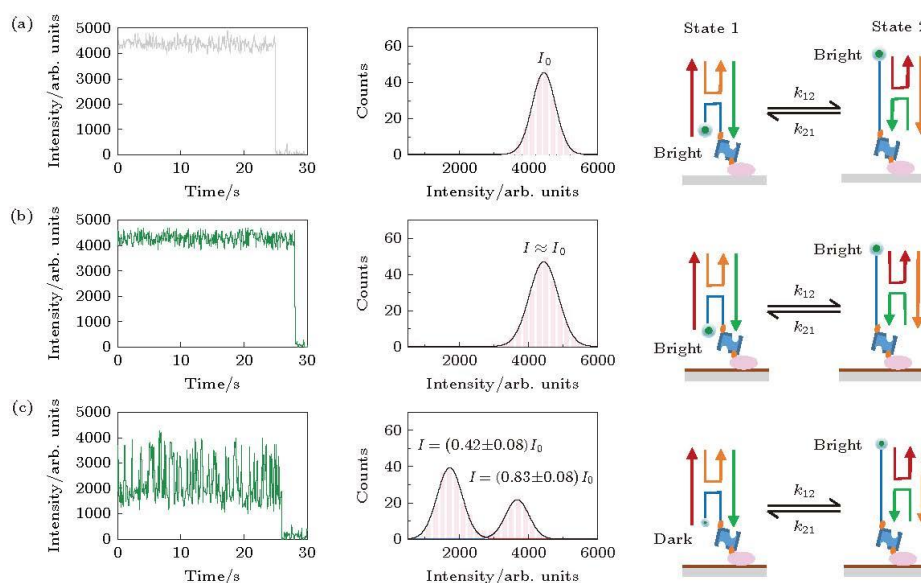 (a)
Intensity/arb. units
5000
4000
3000
2000
1000
0
0 10 20 30
Time/s
Counts
60
40
20
0
I₀
2000 4000 6000
Intensity/arb. units
State 1
State 2
Bright
k₁₂
k₂₁
Bright
(b)
Intensity/arb. units
5000
4000
3000
2000
1000
0
0 10 20 30
Time/s
Counts
60
40
20
0
I ≈ I₀
2000 4000 6000
Intensity/arb. units
Bright
k₁₂
k₂₁
Bright
(c)
Intensity/arb. units
5000
4000
3000
2000
1000
0
0 10 20 30
Time/s
Counts
60
40
20
0
I = (0.42±0.08)I₀
I = (0.83±0.08)I₀
2000 4000 6000
Intensity/arb. units
Bright
k₁₂
k₂₁
Dark